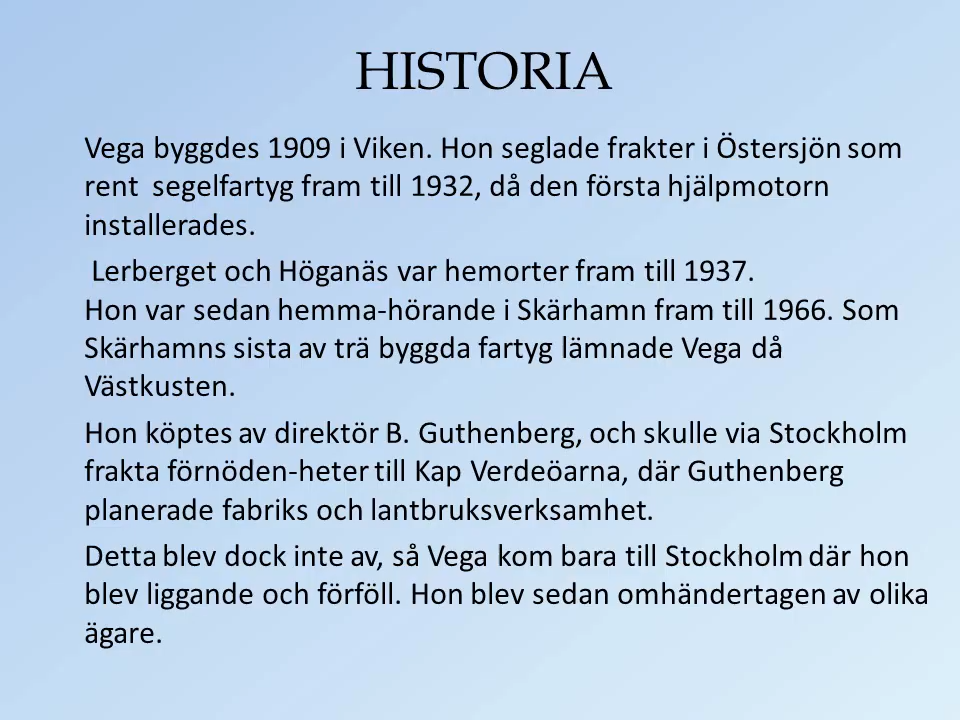 HISTORIA
Vega byggdes 1909 i Viken. Hon seglade frakter i Östersjön som
rent  segelfartyg fram till 1932, då den första hjälpmotorn
installerades.
Lerberget och Höganäs var hemorter fram till 1937.
Hon var sedan hemma-hörande i Skärhamn fram till 1966. Som
Skärhamns sista av trä byggda fartyg lämnade Vega då
Västkusten.
Hon köptes av direktör B. Guthenberg, och skulle via Stockholm
frakta förnöden-heter till Kap Verdeöarna, där Guthenberg
planerade fabriks och lantbruksverksamhet.
Detta blev dock inte av, så Vega kom bara till Stockholm där hon
blev liggande och förföll. Hon blev sedan omhändertagen av olika
ägare.